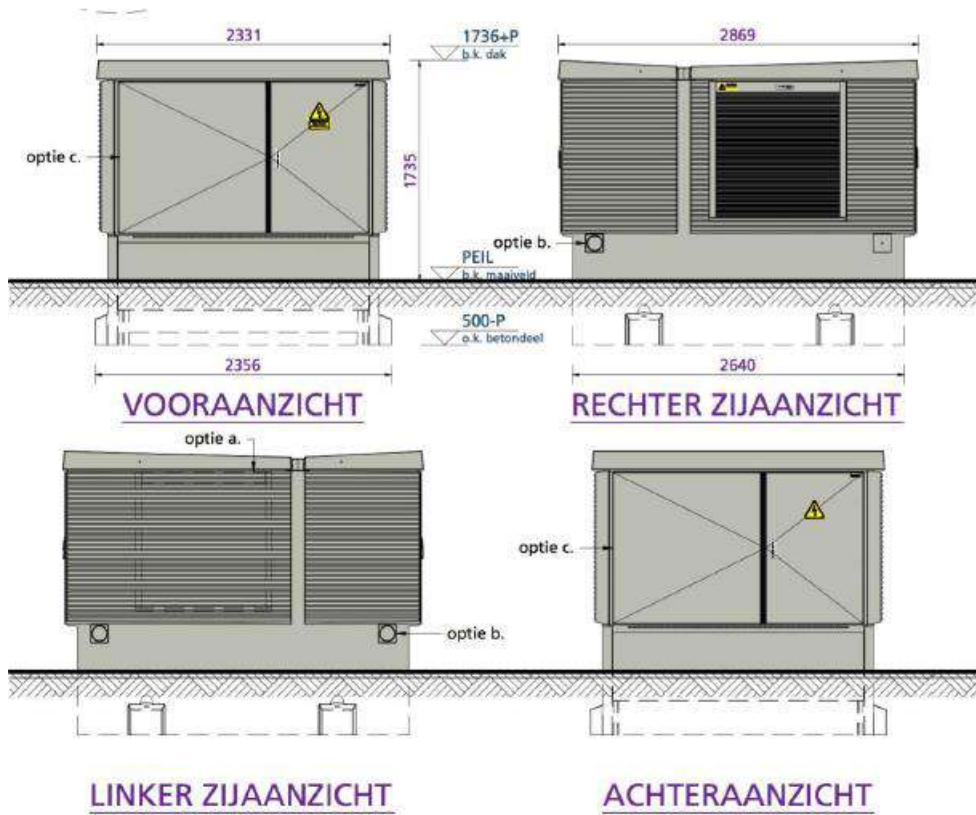 2331
1736+P
b.k. dak
2869
optie c.
1735
optie b.
PEIL
b.k. maaiveld
500-P
o.k. betondeel
2356
2640
VOORAANZICHT
RECHTER ZIJAANZICHT
optie a.
optie c.
optie b.
LINKER ZIJAANZICHT
ACHTERAANZICHT